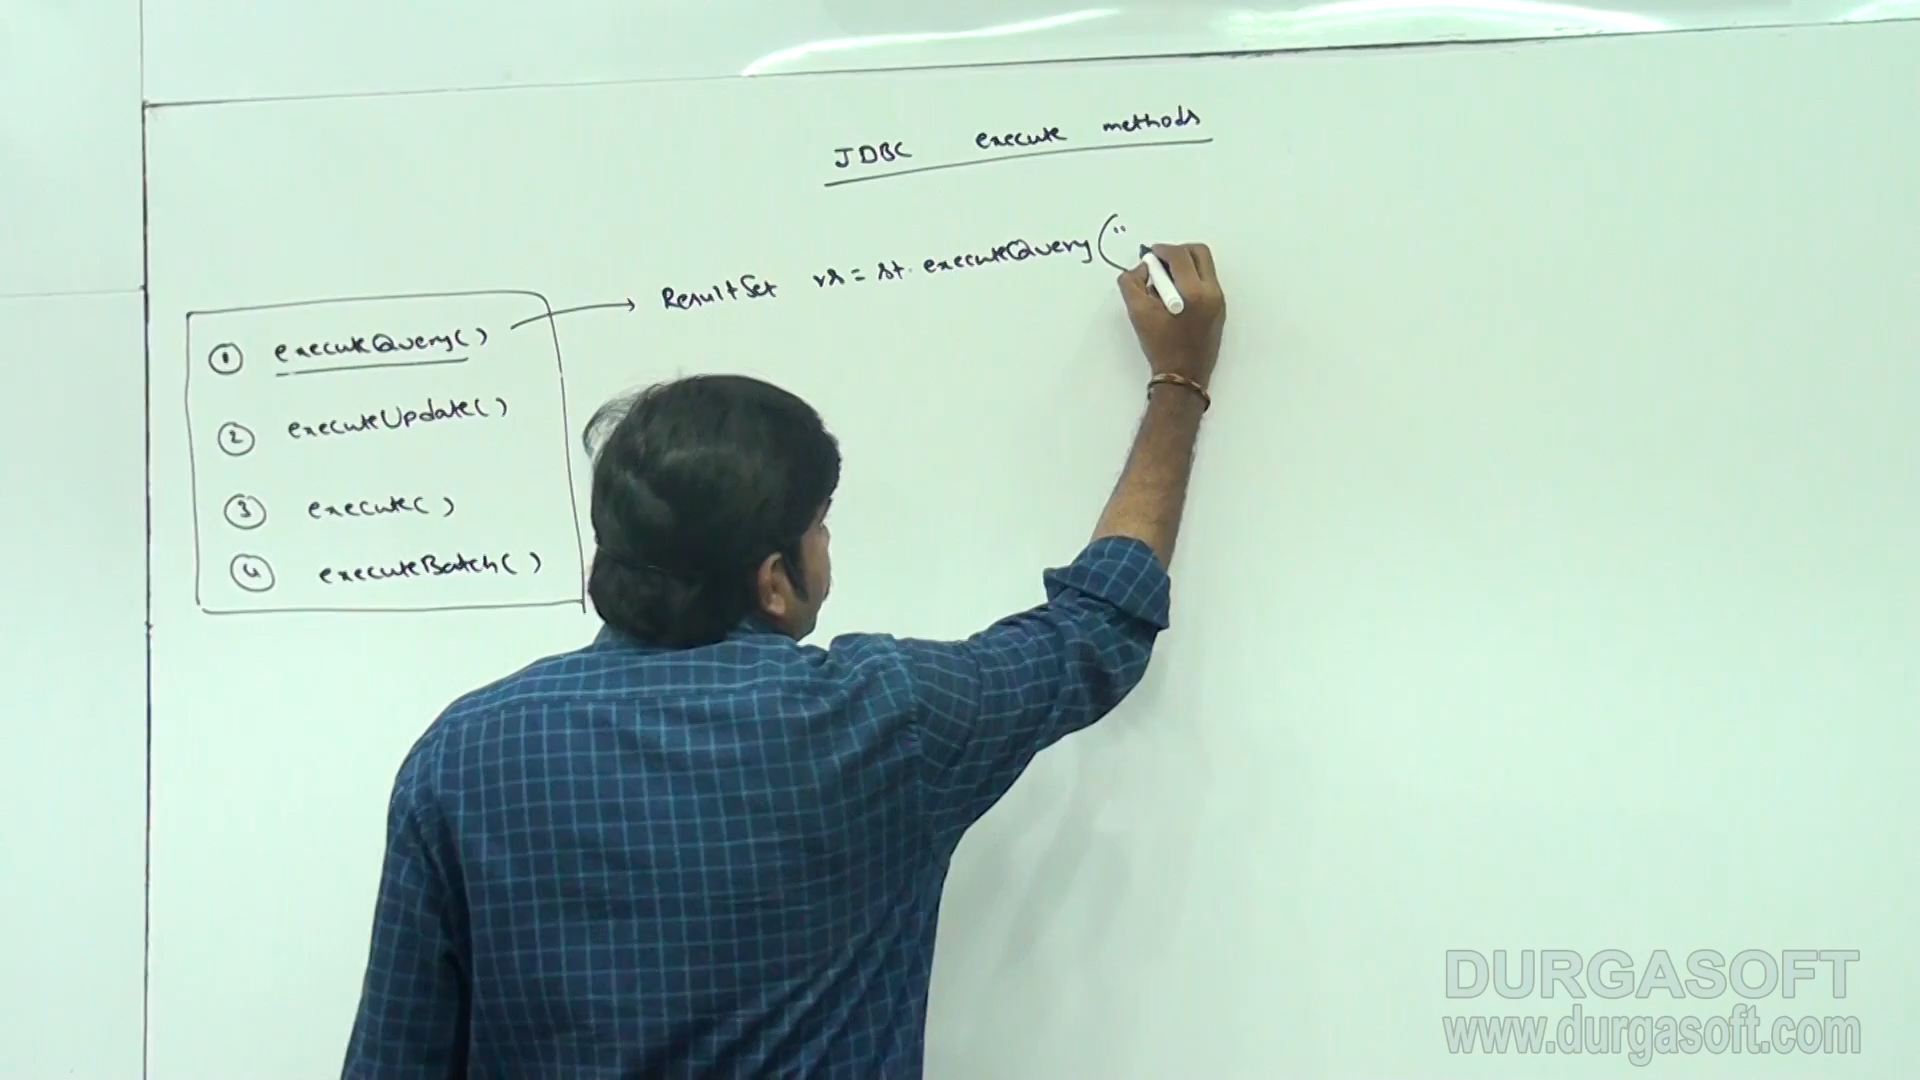 JDBC execute methods
ResultSet rs = st. executeQuery("
① executeQuery()
② executeUpdate()
③ execute()
④ executeBatch()
DURGASOFT
www.durgasoft.com